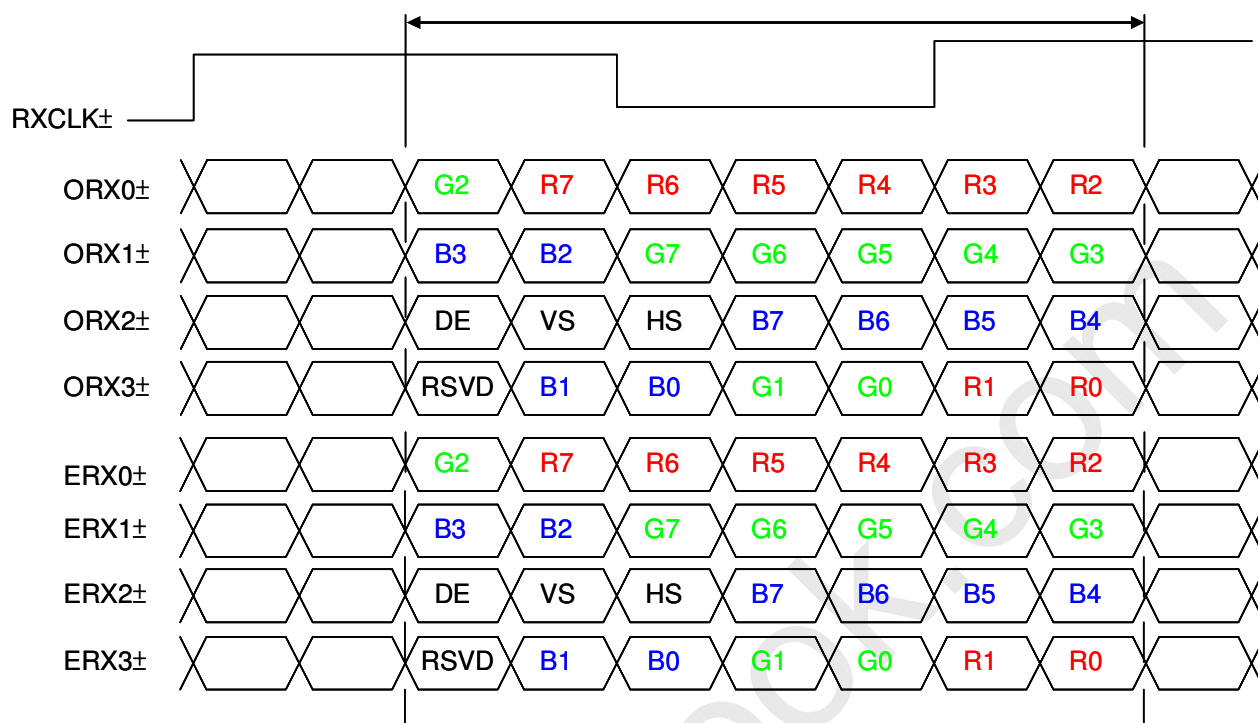 RXCLK±
ORX0± G2 R7 R6 R5 R4 R3 R2
ORX1± B3 B2 G7 G6 G5 G4 G3
ORX2± DE VS HS B7 B6 B5 B4
ORX3± RSVD B1 B0 G1 G0 R1 R0
ERX0± G2 R7 R6 R5 R4 R3 R2
ERX1± B3 B2 G7 G6 G5 G4 G3
ERX2± DE VS HS B7 B6 B5 B4
ERX3± RSVD B1 B0 G1 G0 R1 R0
ook.com